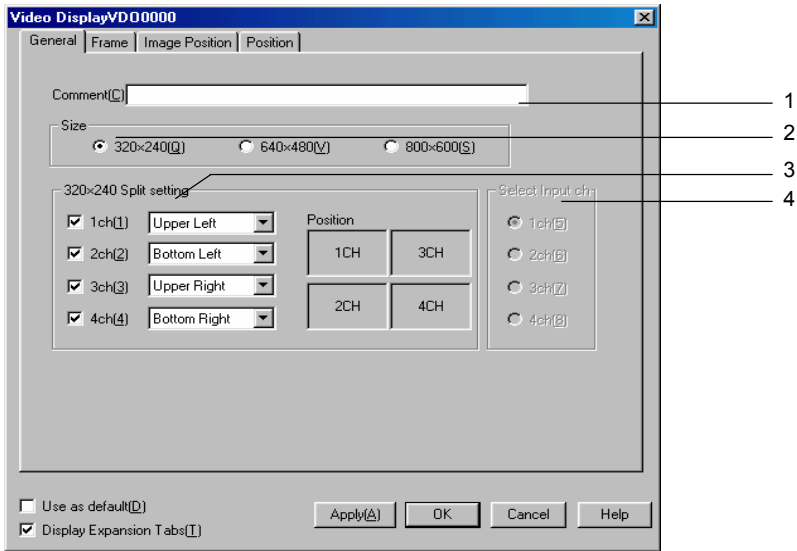 Video DisplayVDO0000
General Frame Image Position Position
Comment(C)
1
Size
2
320×240(Q) 640×480(V) 800×600(S)
3
320×240 Split setting
Select Input ch
4
1ch(1) Upper Left
Position
1ch(5)
2ch(2) Bottom Left
1CH 3CH
2ch(6)
3ch(3) Upper Right
3ch(7)
2CH 4CH
4ch(4) Bottom Right
4ch(8)
Use as default(D)
Apply(A) OK Cancel Help
Display Expansion Tabs(T)